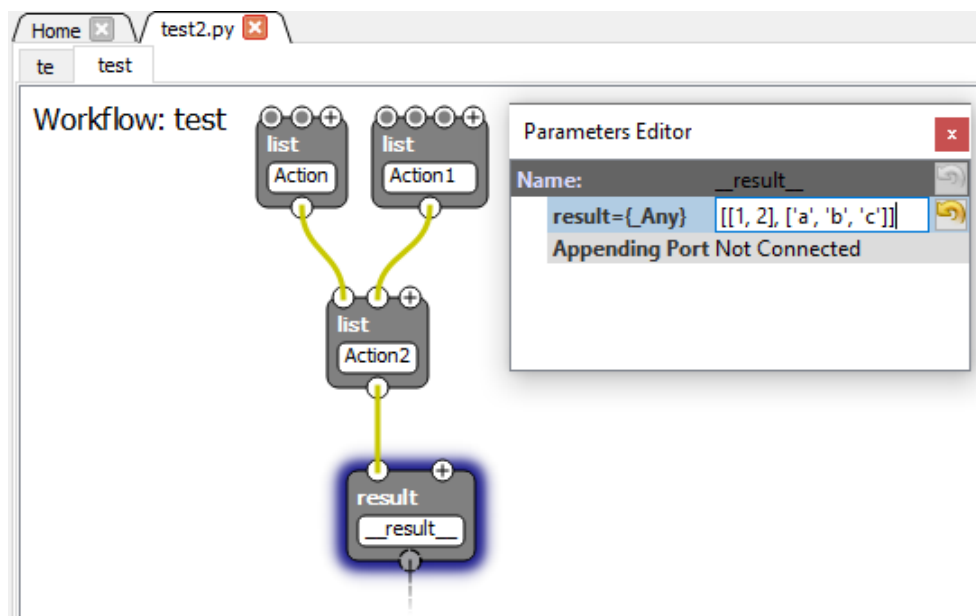 Home
test2.py
te
test
Workflow: test
list
Action
list
Action1
list
Action2
result
__result__
Parameters Editor
x
Name: __result__
result={_Any} [[1, 2], ['a', 'b', 'c']]
Appending Port Not Connected